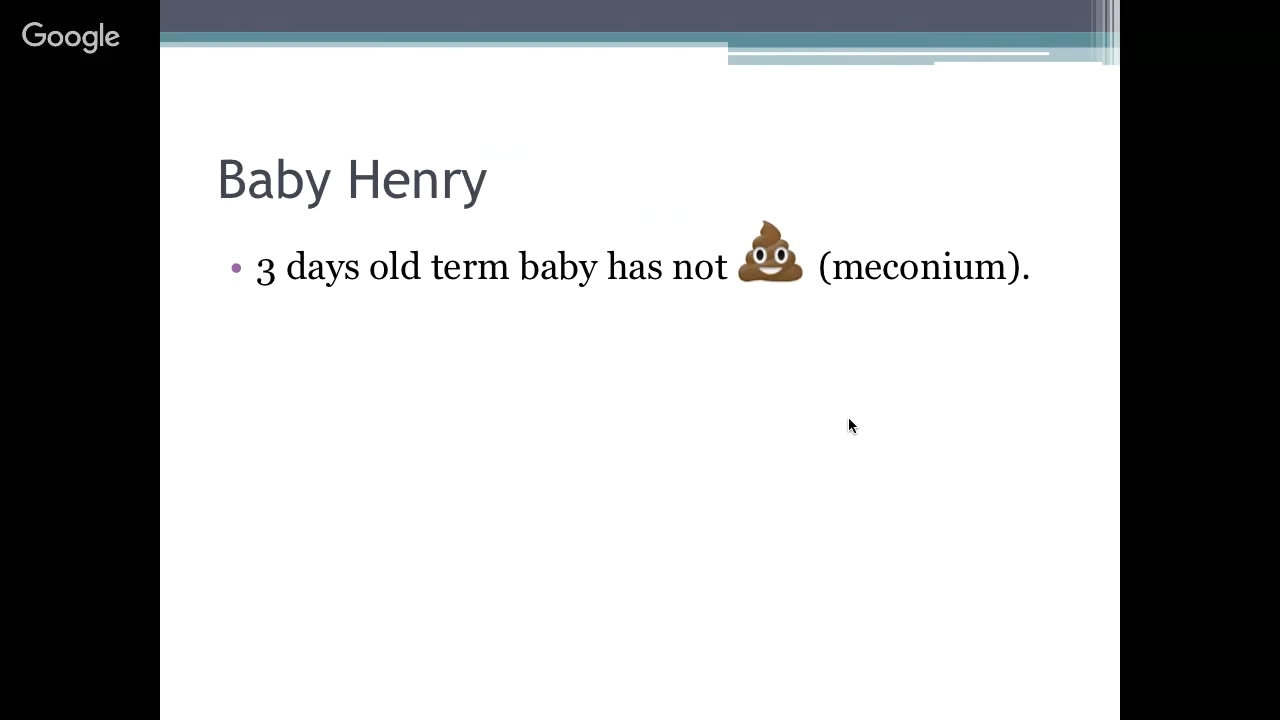 Google
Baby Henry
• 3 days old term baby has not 💩 (meconium).